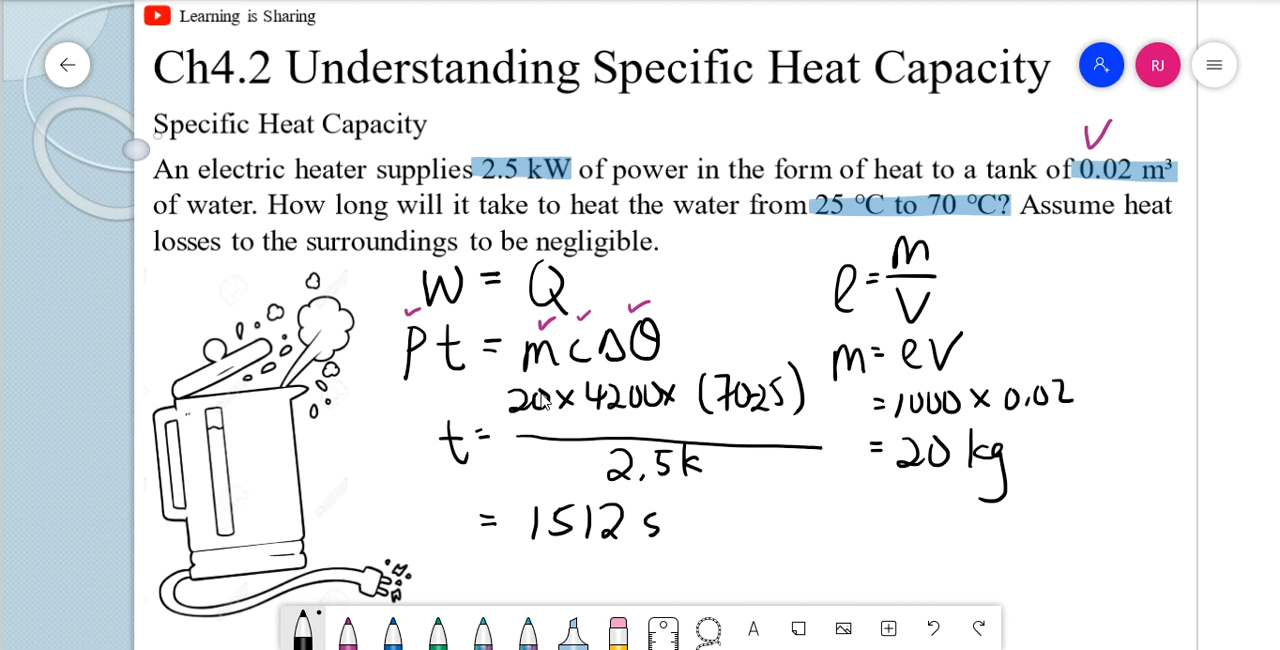 Learning is Sharing
Ch4.2 Understanding Specific Heat Capacity
RJ
Specific Heat Capacity
An electric heater supplies 2.5 kW of power in the form of heat to a tank of 0.02 m³
of water. How long will it take to heat the water from 25 °C to 70 °C? Assume heat
losses to the surroundings to be negligible.
W = Q
Pt = mcΔθ
t = 20 × 4200 × (70-25) / 2.5k
= 1512 s
ρ = m / V
m = ρV
= 1000 × 0.02
= 20 kg
A